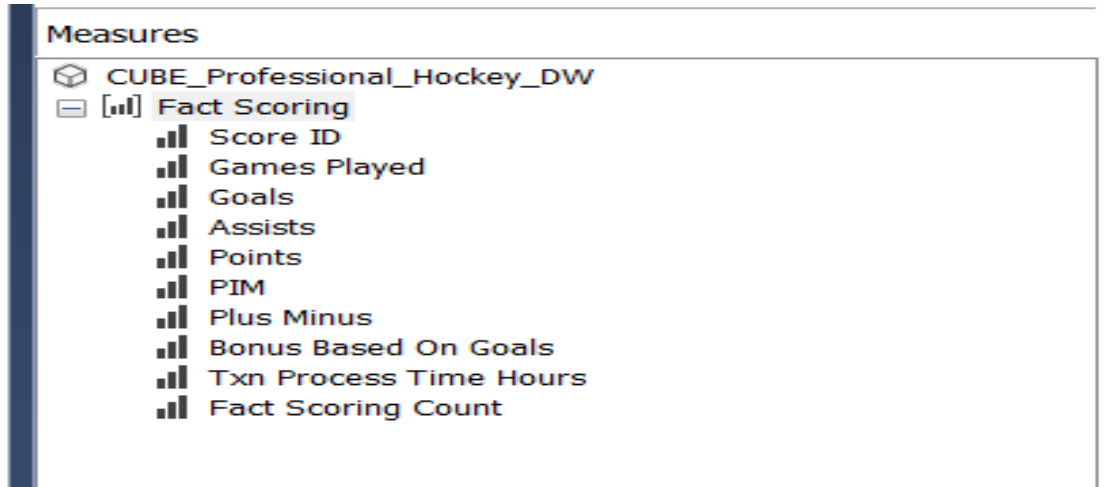 Measures
CUBE_Professional_Hockey_DW
Fact Scoring
Score ID
Games Played
Goals
Assists
Points
PIM
Plus Minus
Bonus Based On Goals
Txn Process Time Hours
Fact Scoring Count